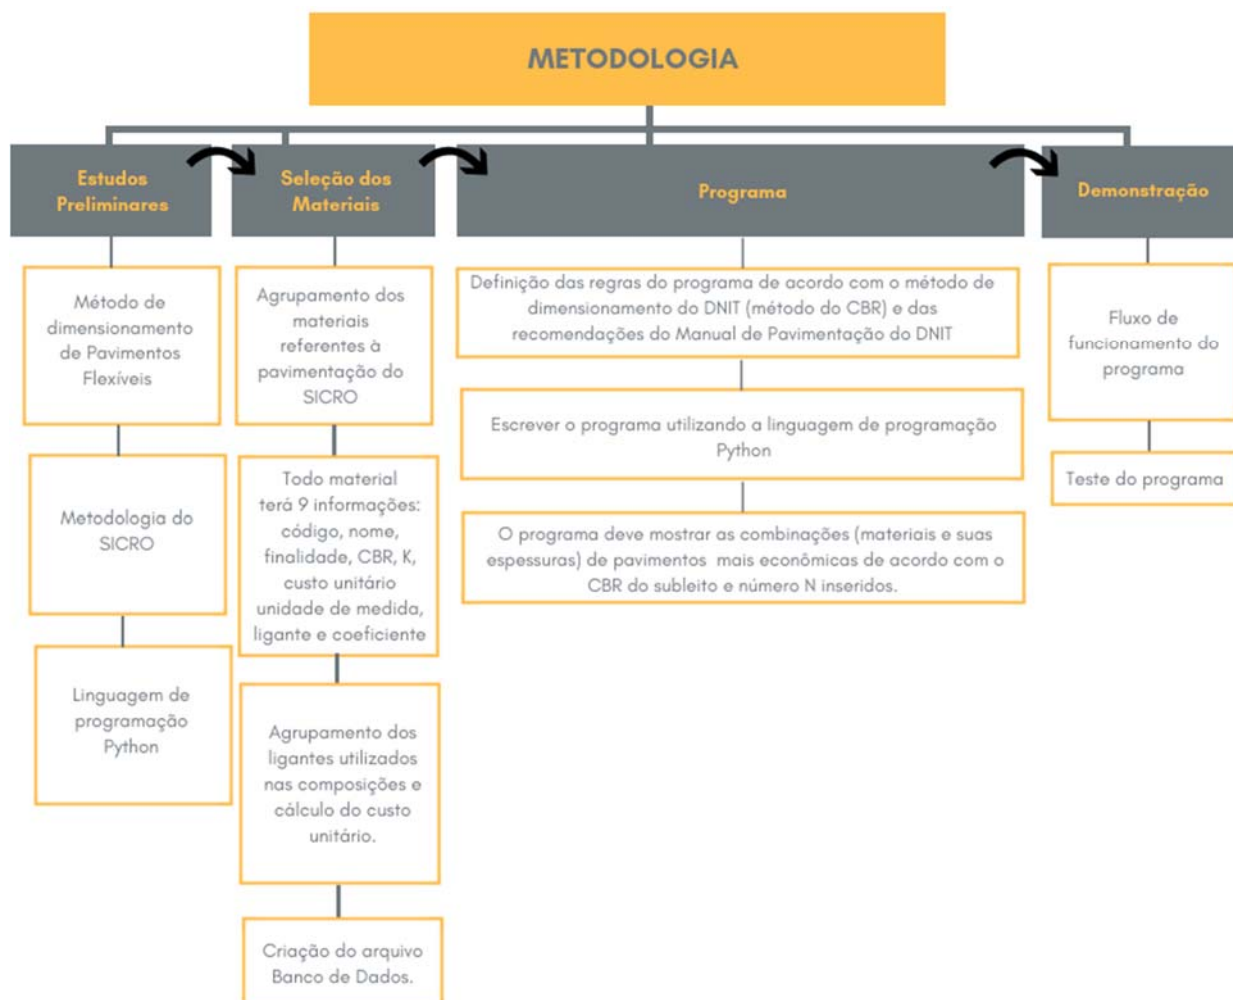 METODOLOGIA
Estudos
Preliminares
Seleção dos
Materiais
Programa
Demonstração
Método de
dimensionamento
de Pavimentos
Flexíveis
Metodologia do
SICRO
Linguagem de
programação
Python
Agrupamento dos
materiais
referentes à
pavimentação do
SICRO
Todo material
terá 9 informações:
código, nome,
finalidade, CBR, K,
custo unitário
unidade de medida,
ligante e coeficiente
Agrupamento dos
ligantes utilizados
nas composições e
cálculo do custo
unitário.
Criação do arquivo
Banco de Dados.
Definição das regras do programa de acordo com o método de
dimensionamento do DNIT (método do CBR) e das
recomendações do Manual de Pavimentação do DNIT
Escrever o programa utilizando a linguagem de programação
Python
O programa deve mostrar as combinações (materiais e suas
espessuras) de pavimentos mais econômicas de acordo com o
CBR do subleito e número N inseridos.
Fluxo de
funcionamento do
programa
Teste do programa